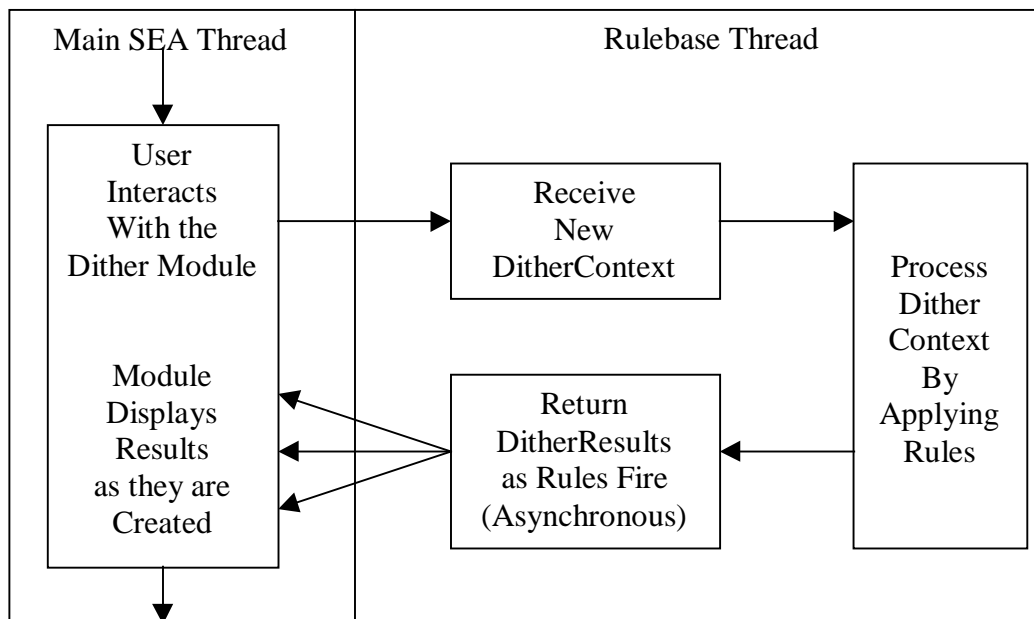 Main SEA Thread
Rulebase Thread
User
Interacts
With the
Dither Module
Module
Displays
Results
as they are
Created
Receive
New
DitherContext
Process
Dither
Context
By
Applying
Rules
Return
DitherResults
as Rules Fire
(Asynchronous)